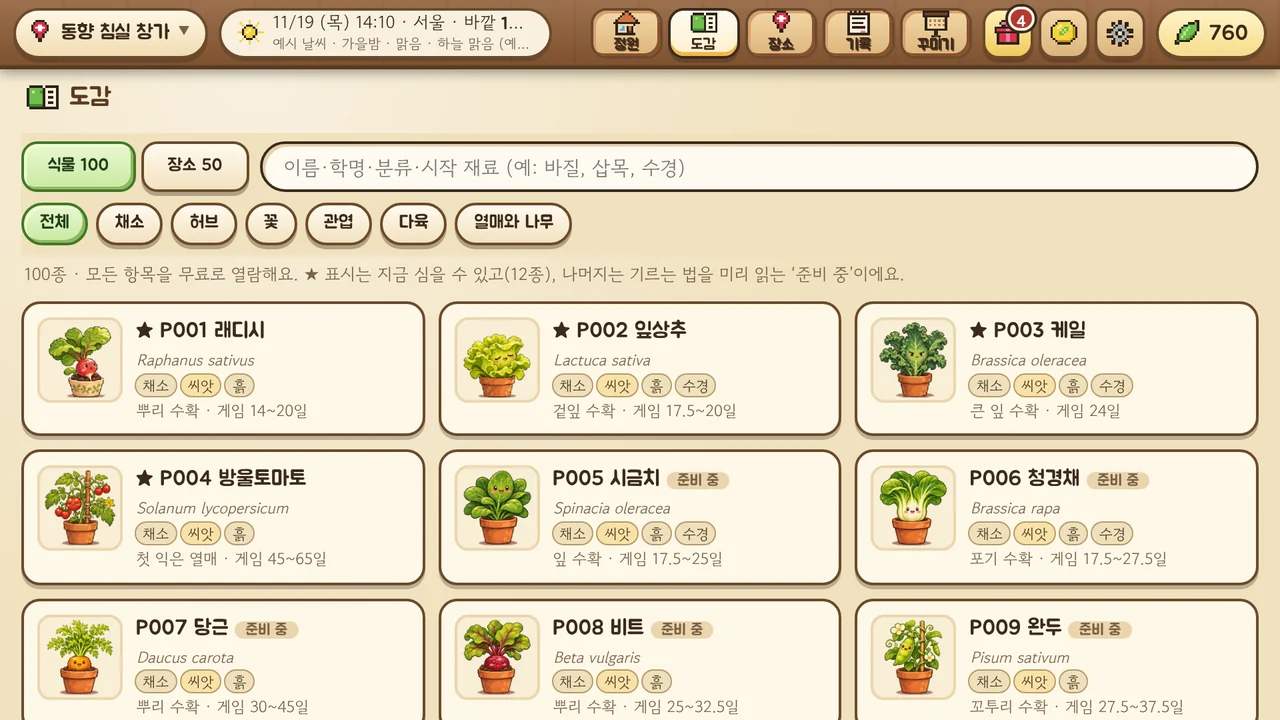 동향 침실 창가 ▼
11/19 (목) 14:10 · 서울 · 바깥 1…
예시 날씨 · 가을밤 · 맑음 · 하늘 맑음 (예…
정원
도감
장소
기록
꾸미기
4
760
도감
식물 100
장소 50
이름·학명·분류·시작 재료 (예: 바질, 삽목, 수경)
전체
채소
허브
꽃
관엽
다육
열매와 나무
100종 · 모든 항목을 무료로 열람해요. ★ 표시는 지금 심을 수 있고(12종), 나머지는 기르는 법을 미리 읽는 ‘준비 중’이에요.
★ P001 래디시
Raphanus sativus
채소 씨앗 흙
뿌리 수확 · 게임 14~20일
★ P002 잎상추
Lactuca sativa
채소 씨앗 흙 수경
겉잎 수확 · 게임 17.5~20일
★ P003 케일
Brassica oleracea
채소 씨앗 흙 수경
큰 잎 수확 · 게임 24일
★ P004 방울토마토
Solanum lycopersicum
채소 씨앗 흙
첫 익은 열매 · 게임 45~65일
P005 시금치 준비 중
Spinacia oleracea
채소 씨앗 흙 수경
잎 수확 · 게임 17.5~25일
P006 청경채 준비 중
Brassica rapa
채소 씨앗 흙 수경
포기 수확 · 게임 17.5~27.5일
P007 당근 준비 중
Daucus carota
채소 씨앗 흙
뿌리 수확 · 게임 30~45일
P008 비트 준비 중
Beta vulgaris
채소 씨앗 흙
뿌리 수확 · 게임 25~32.5일
P009 완두 준비 중
Pisum sativum
채소 씨앗 흙
꼬투리 수확 · 게임 27.5~37.5일